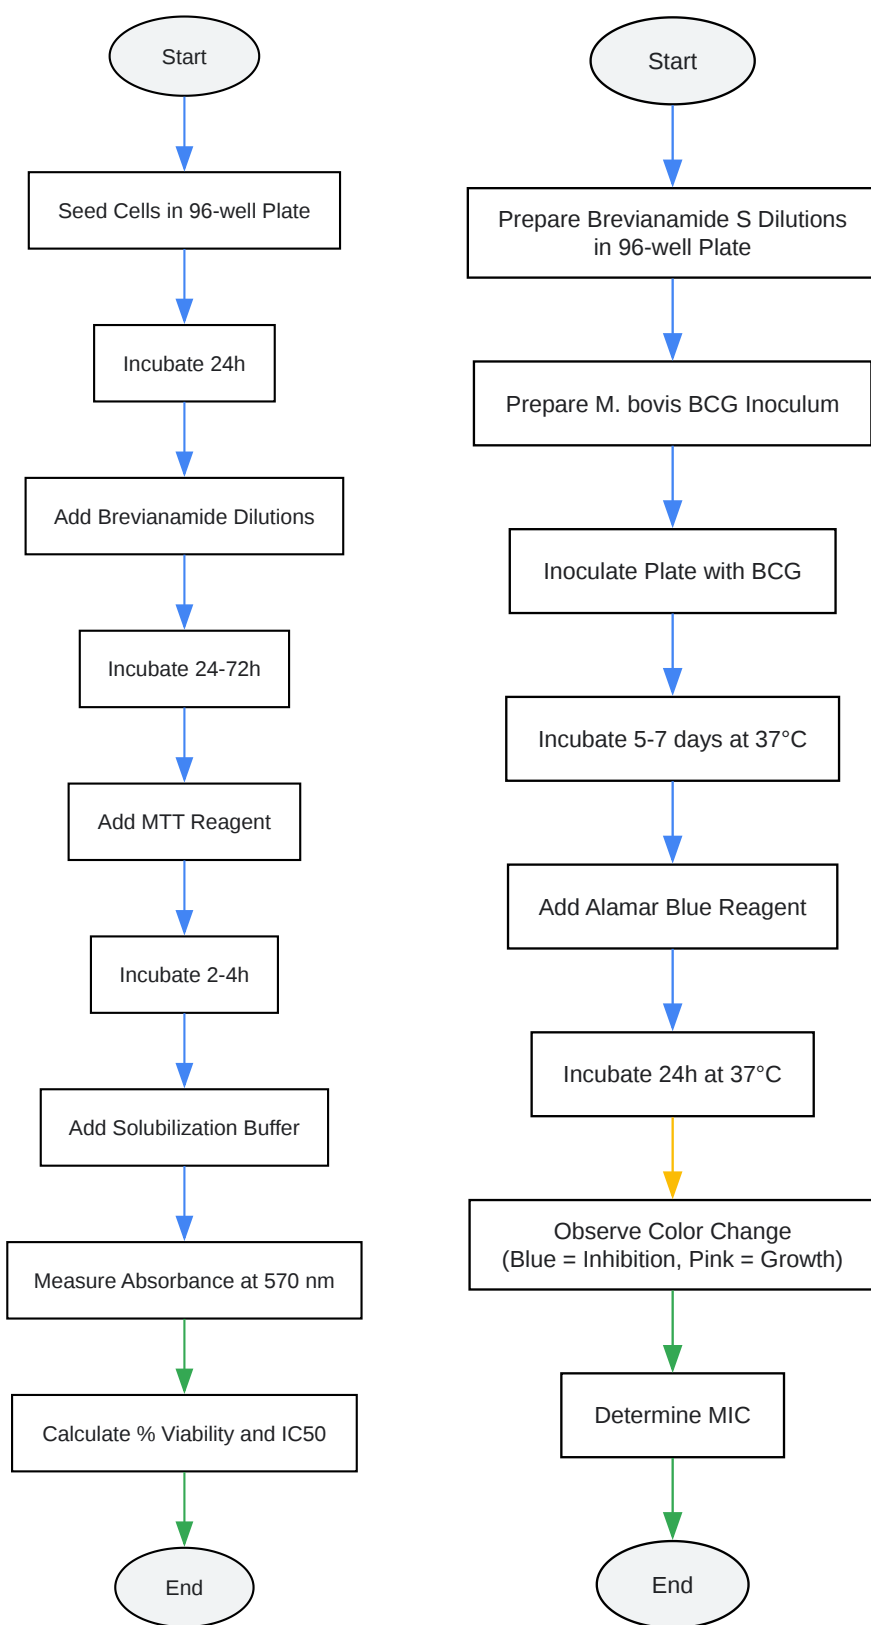 Start
Seed Cells in 96-well Plate
Incubate 24h
Add Brevianamide Dilutions
Incubate 24-72h
Add MTT Reagent
Incubate 2-4h
Add Solubilization Buffer
Measure Absorbance at 570 nm
Calculate % Viability and IC50
End
Start
Prepare Brevianamide S Dilutions
in 96-well Plate
Prepare M. bovis BCG Inoculum
Inoculate Plate with BCG
Incubate 5-7 days at 37°C
Add Alamar Blue Reagent
Incubate 24h at 37°C
Observe Color Change
(Blue = Inhibition, Pink = Growth)
Determine MIC
End